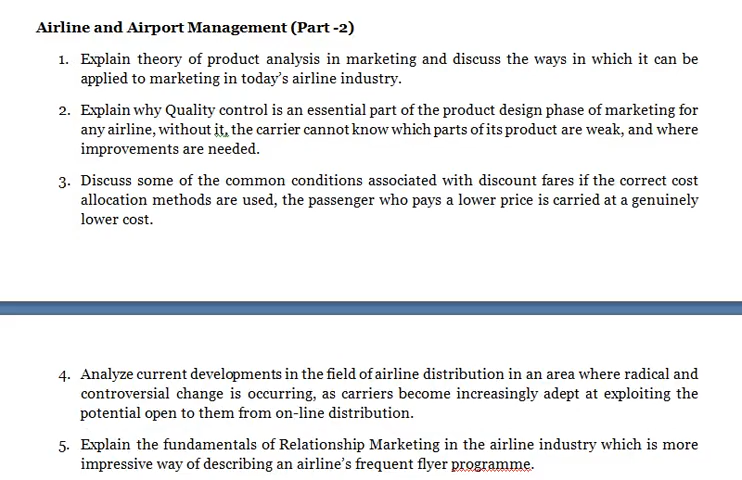 Airline and Airport Management (Part -2)
1. Explain theory of product analysis in marketing and discuss the ways in which it can be
applied to marketing in today's airline industry.
2. Explain why Quality control is an essential part of the product design phase of marketing for
any airline, without it, the carrier cannot know which parts of its product are weak, and where
improvements are needed.
3. Discuss some of the common conditions associated with discount fares if the correct cost
allocation methods are used, the passenger who pays a lower price is carried at a genuinely
lower cost.
4. Analyze current developments in the field of airline distribution in an area where radical and
controversial change is occurring, as carriers become increasingly adept at exploiting the
potential open to them from on-line distribution.
5. Explain the fundamentals of Relationship Marketing in the airline industry which is more
impressive way of describing an airline's frequent flyer programme.